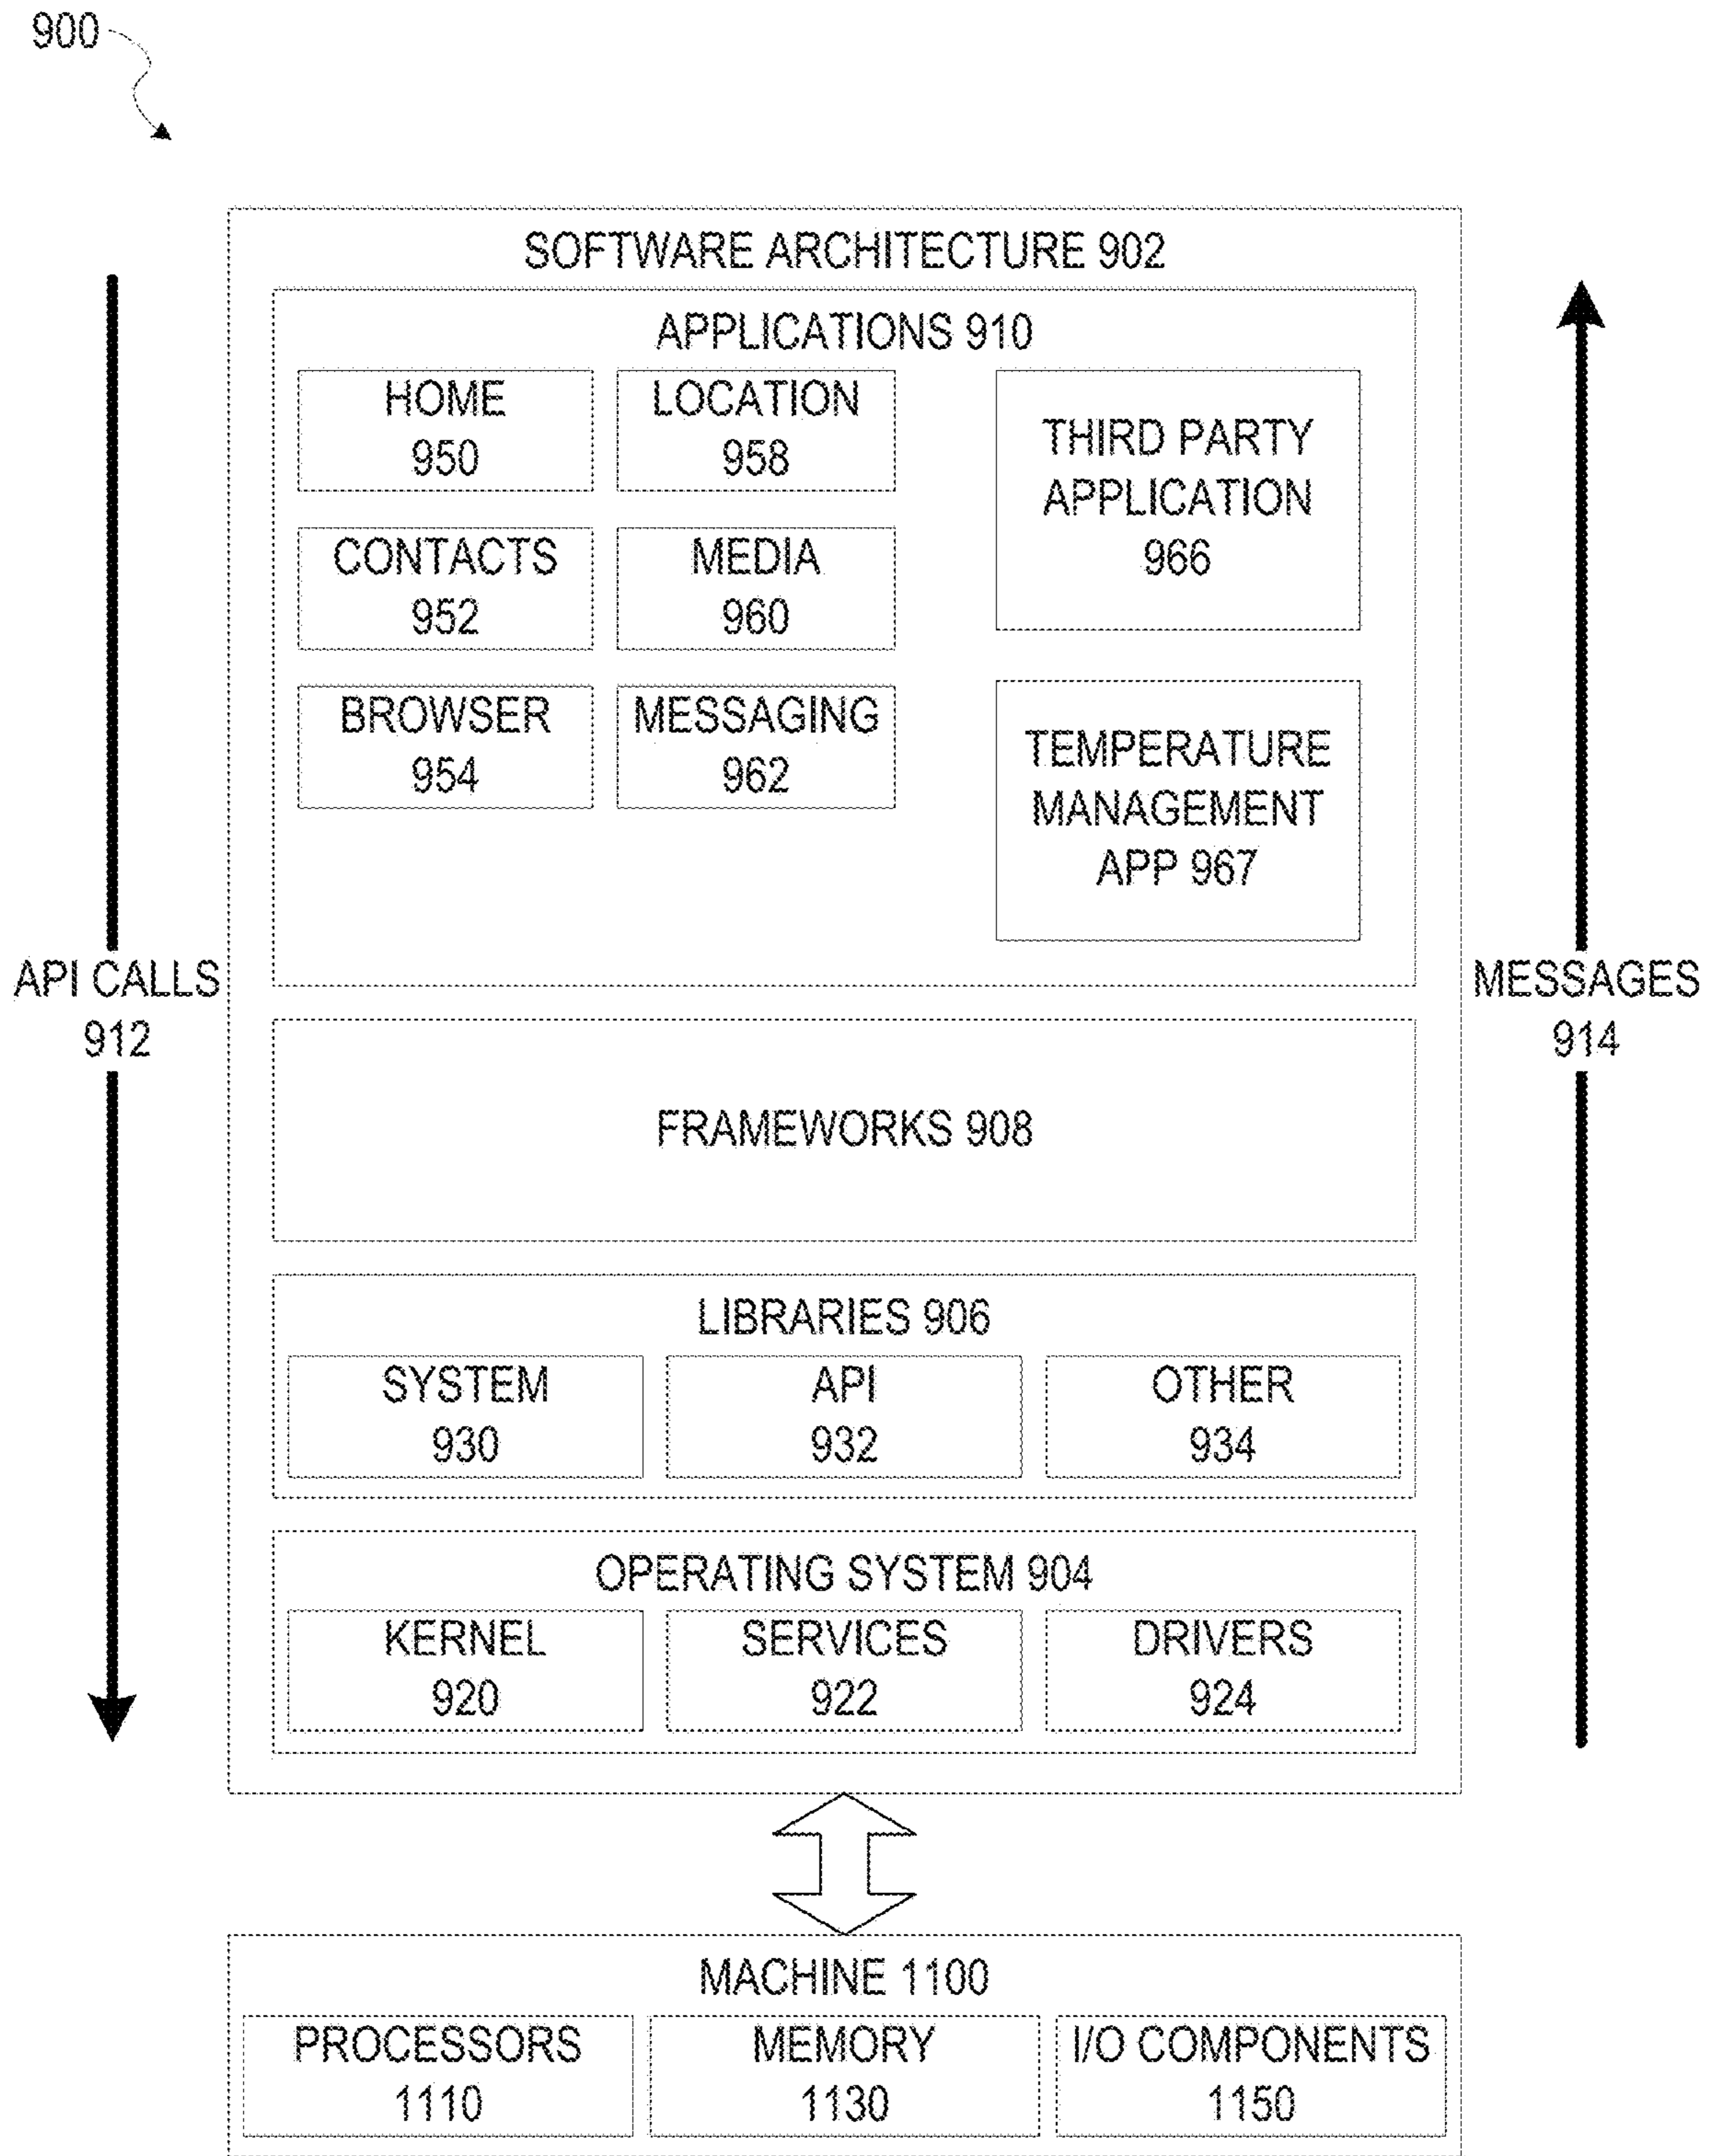 900
SOFTWARE ARCHITECTURE 902
APPLICATIONS 910
HOME
950
LOCATION
958
CONTACTS
952
MEDIA
960
BROWSER
954
MESSAGING
962
THIRD PARTY
APPLICATION
966
TEMPERATURE
MANAGEMENT
APP 967
API CALLS
912
MESSAGES
914
FRAMEWORKS 908
LIBRARIES 906
SYSTEM
930
API
932
OTHER
934
OPERATING SYSTEM 904
KERNEL
920
SERVICES
922
DRIVERS
924
MACHINE 1100
PROCESSORS
1110
MEMORY
1130
I/O COMPONENTS
1150